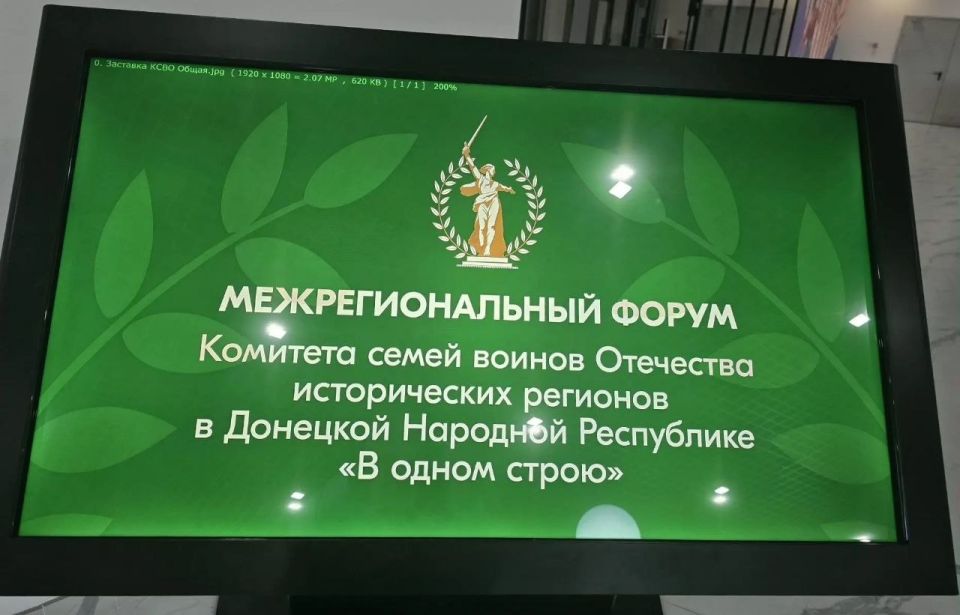 0. Заставка КСВО Общая.jpg ( 1920 x 1080 = 2.07 MP , 620 KB ) [ 1 / 1 ] 200%
МЕЖРЕГИОНАЛЬНЫЙ ФОРУМ
Комитета семей воинов Отечества
исторических регионов
в Донецкой Народной Республике
«В одном строю»